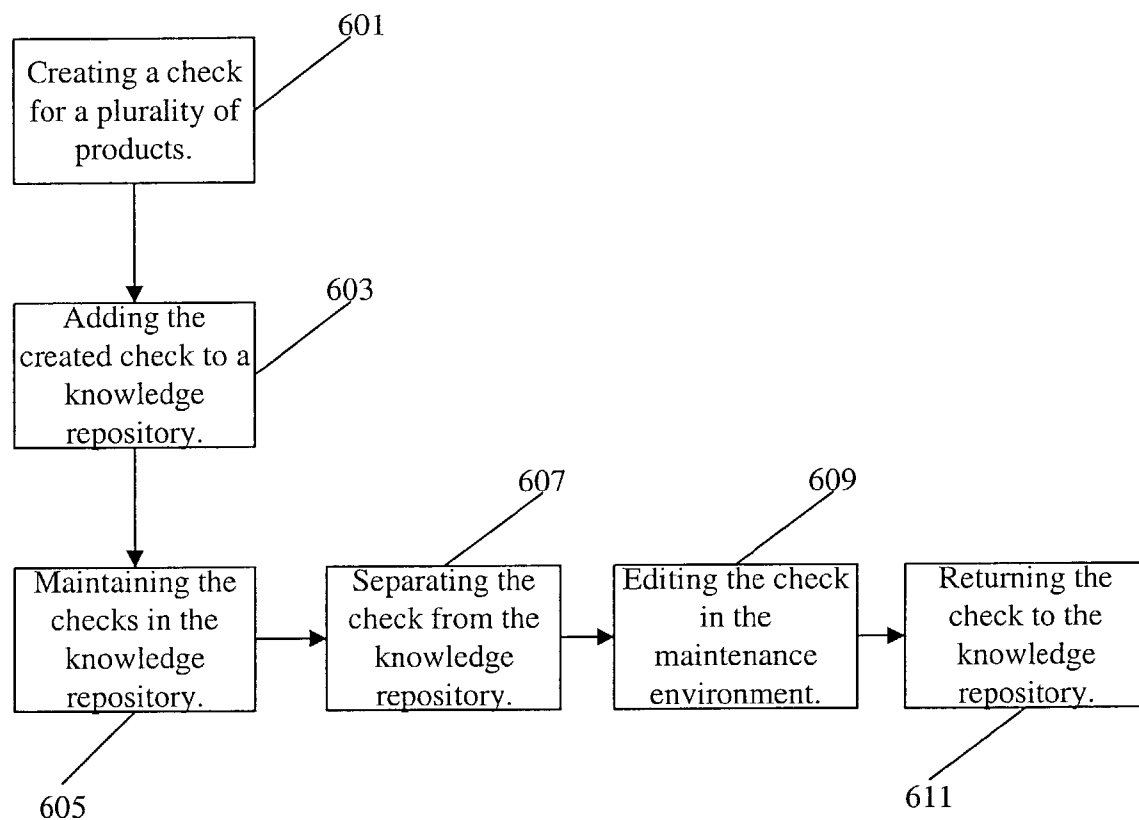 601
Creating a check
for a plurality of
products.
603
Adding the
created check to a
knowledge
repository.
607
609
Maintaining the
checks in the
knowledge
repository.
Separating the
check from the
knowledge
repository.
Editing the check
in the
maintenance
environment.
Returning the
check to the
knowledge
repository.
605
611